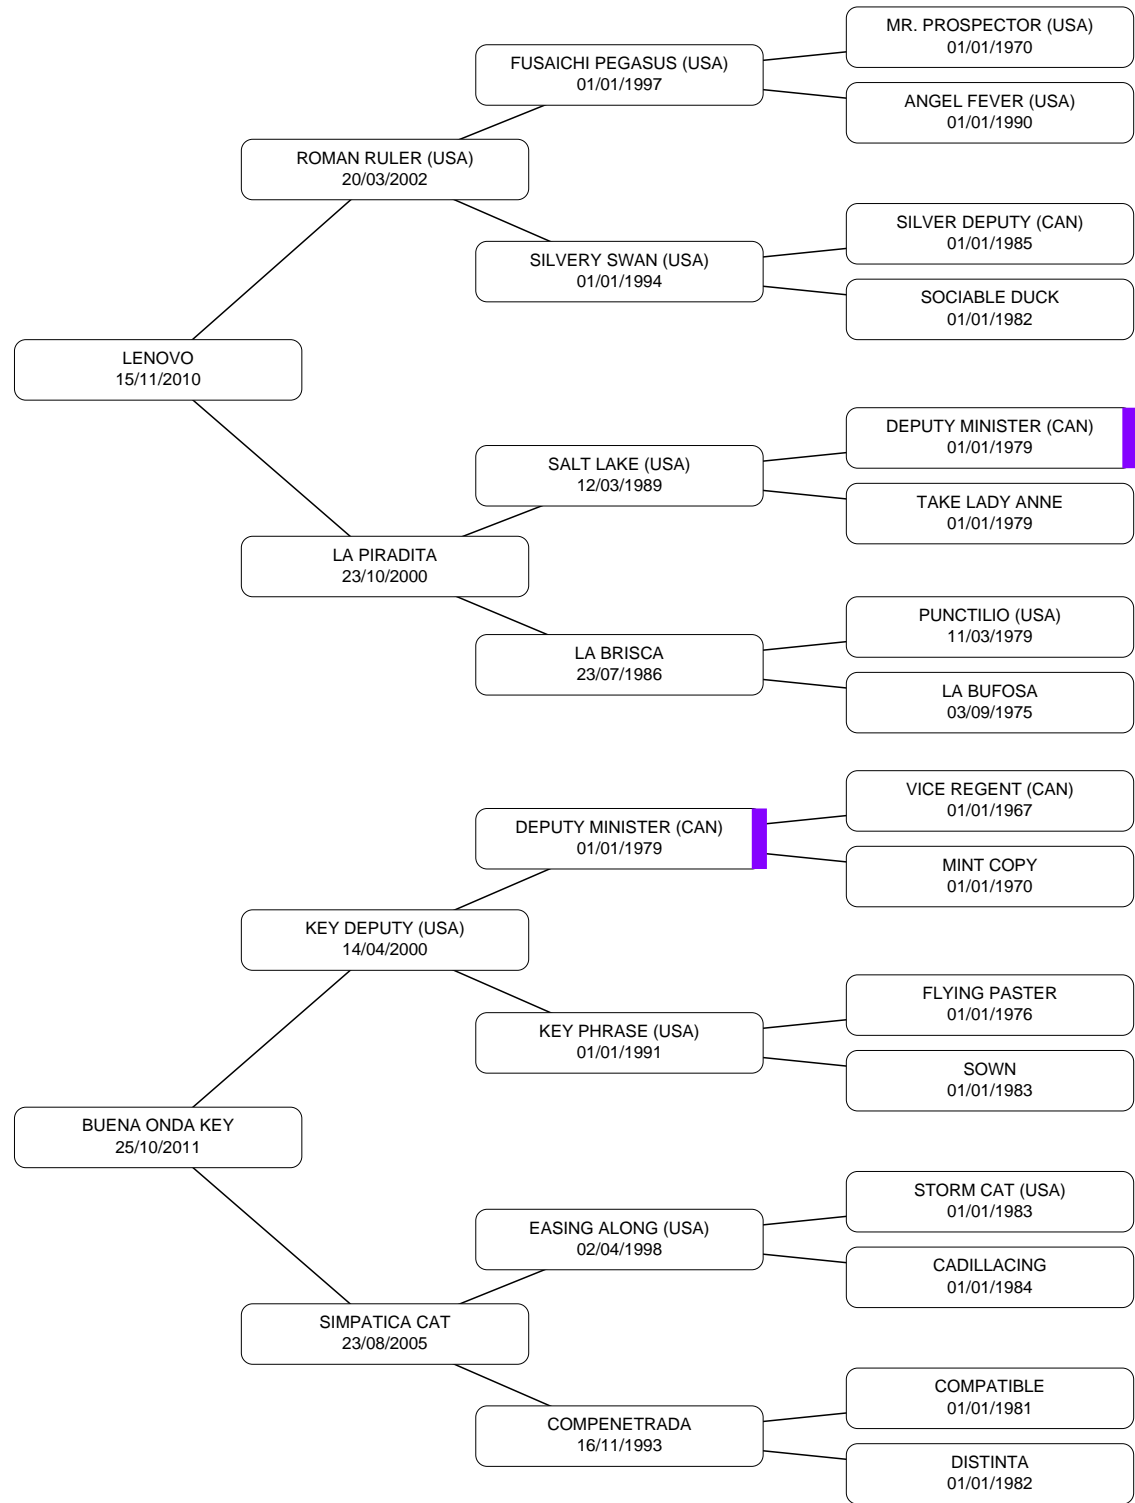 MR. PROSPECTOR (USA)
01/01/1970
FUSAICHI PEGASUS (USA)
01/01/1997
ANGEL FEVER (USA)
01/01/1990
ROMAN RULER (USA)
20/03/2002
SILVER DEPUTY (CAN)
01/01/1985
SILVERY SWAN (USA)
01/01/1994
SOCIABLE DUCK
01/01/1982
LENOVO
15/11/2010
DEPUTY MINISTER (CAN)
01/01/1979
SALT LAKE (USA)
12/03/1989
TAKE LADY ANNE
01/01/1979
LA PIRADITA
23/10/2000
PUNCTILIO (USA)
11/03/1979
LA BRISCA
23/07/1986
LA BUFOSA
03/09/1975
VICE REGENT (CAN)
01/01/1967
DEPUTY MINISTER (CAN)
01/01/1979
MINT COPY
01/01/1970
KEY DEPUTY (USA)
14/04/2000
FLYING PASTER
01/01/1976
KEY PHRASE (USA)
01/01/1991
SOWN
01/01/1983
BUENA ONDA KEY
25/10/2011
STORM CAT (USA)
01/01/1983
EASING ALONG (USA)
02/04/1998
CADILLACING
01/01/1984
SIMPATICA CAT
23/08/2005
COMPATIBLE
01/01/1981
COMPENETRADA
16/11/1993
DISTINTA
01/01/1982